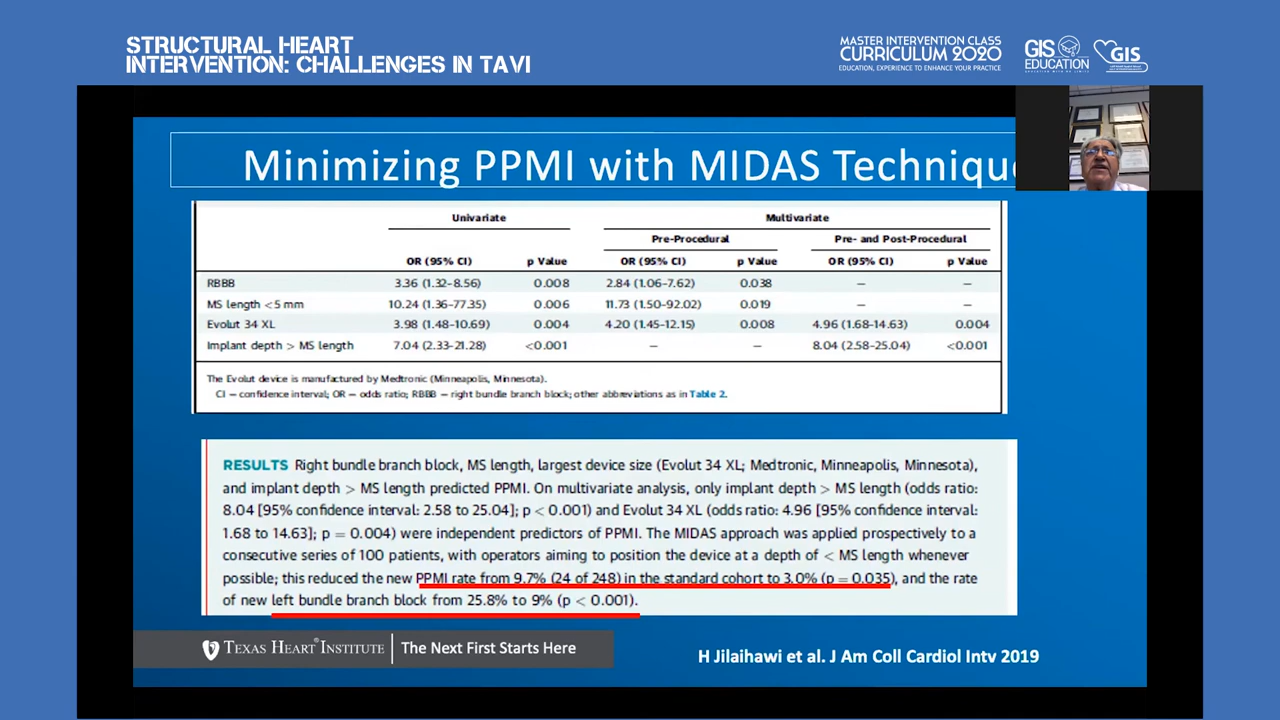 STRUCTURAL HEART
INTERVENTION: CHALLENGES IN TAVI
MASTER INTERVENTION CLASS
CURRICULUM 2020
EDUCATION, EXPERIENCE TO ENHANCE YOUR PRACTICE
GIS
EDUCATION
GIS
Minimizing PPMI with MIDAS Techniqu
Univariate Multivariate
Pre-Procedural Pre- and Post-Procedural
OR (95% CI) p Value OR (95% CI) p Value OR (95% CI) p Value
RBBB 3.36 (1.32–8.56) 0.008 2.84 (1.06–7.62) 0.038 — —
MS length <5 mm 10.24 (1.36–77.35) 0.006 11.73 (1.50–92.02) 0.019 — —
Evolut 34 XL 3.98 (1.48–10.69) 0.004 4.20 (1.45–12.15) 0.008 4.96 (1.68–14.63) 0.004
Implant depth > MS length 7.04 (2.33–21.28) <0.001 — — 8.04 (2.58–25.04) <0.001
The Evolut device is manufactured by Medtronic (Minneapolis, Minnesota).
CI = confidence interval; OR = odds ratio; RBBB = right bundle branch block; other abbreviations as in Table 2.
RESULTS Right bundle branch block, MS length, largest device size (Evolut 34 XL; Medtronic, Minneapolis, Minnesota),
and implant depth > MS length predicted PPMI. On multivariate analysis, only implant depth > MS length (odds ratio:
8.04 [95% confidence interval: 2.58 to 25.04]; p < 0.001) and Evolut 34 XL (odds ratio: 4.96 [95% confidence interval:
1.68 to 14.63]; p = 0.004) were independent predictors of PPMI. The MIDAS approach was applied prospectively to a
consecutive series of 100 patients, with operators aiming to position the device at a depth of < MS length whenever
possible; this reduced the new PPMI rate from 9.7% (24 of 248) in the standard cohort to 3.0% (p = 0.035), and the rate
of new left bundle branch block from 25.8% to 9% (p < 0.001).
TEXAS HEART® INSTITUTE The Next First Starts Here
H Jilaihawi et al. J Am Coll Cardiol Intv 2019